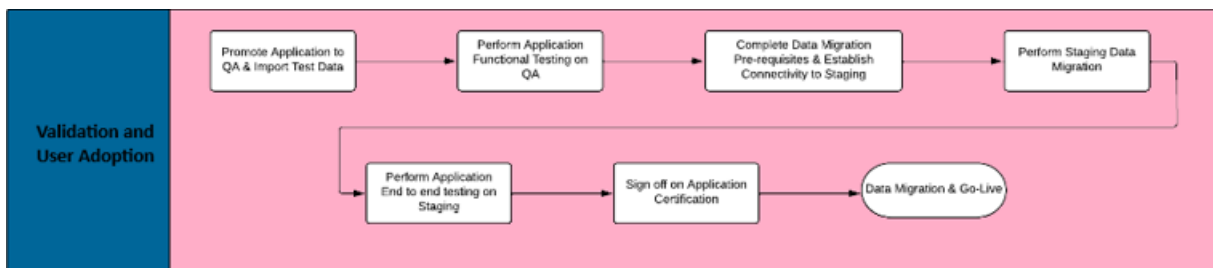 Validation and
User Adoption
Promote Application to
QA & Import Test Data
Perform Application
Functional Testing on
QA
Complete Data Migration
Pre-requisites & Establish
Connectivity to Staging
Perform Staging Data
Migration
Perform Application
End to end testing on
Staging
Sign off on Application
Certification
Data Migration & Go-Live